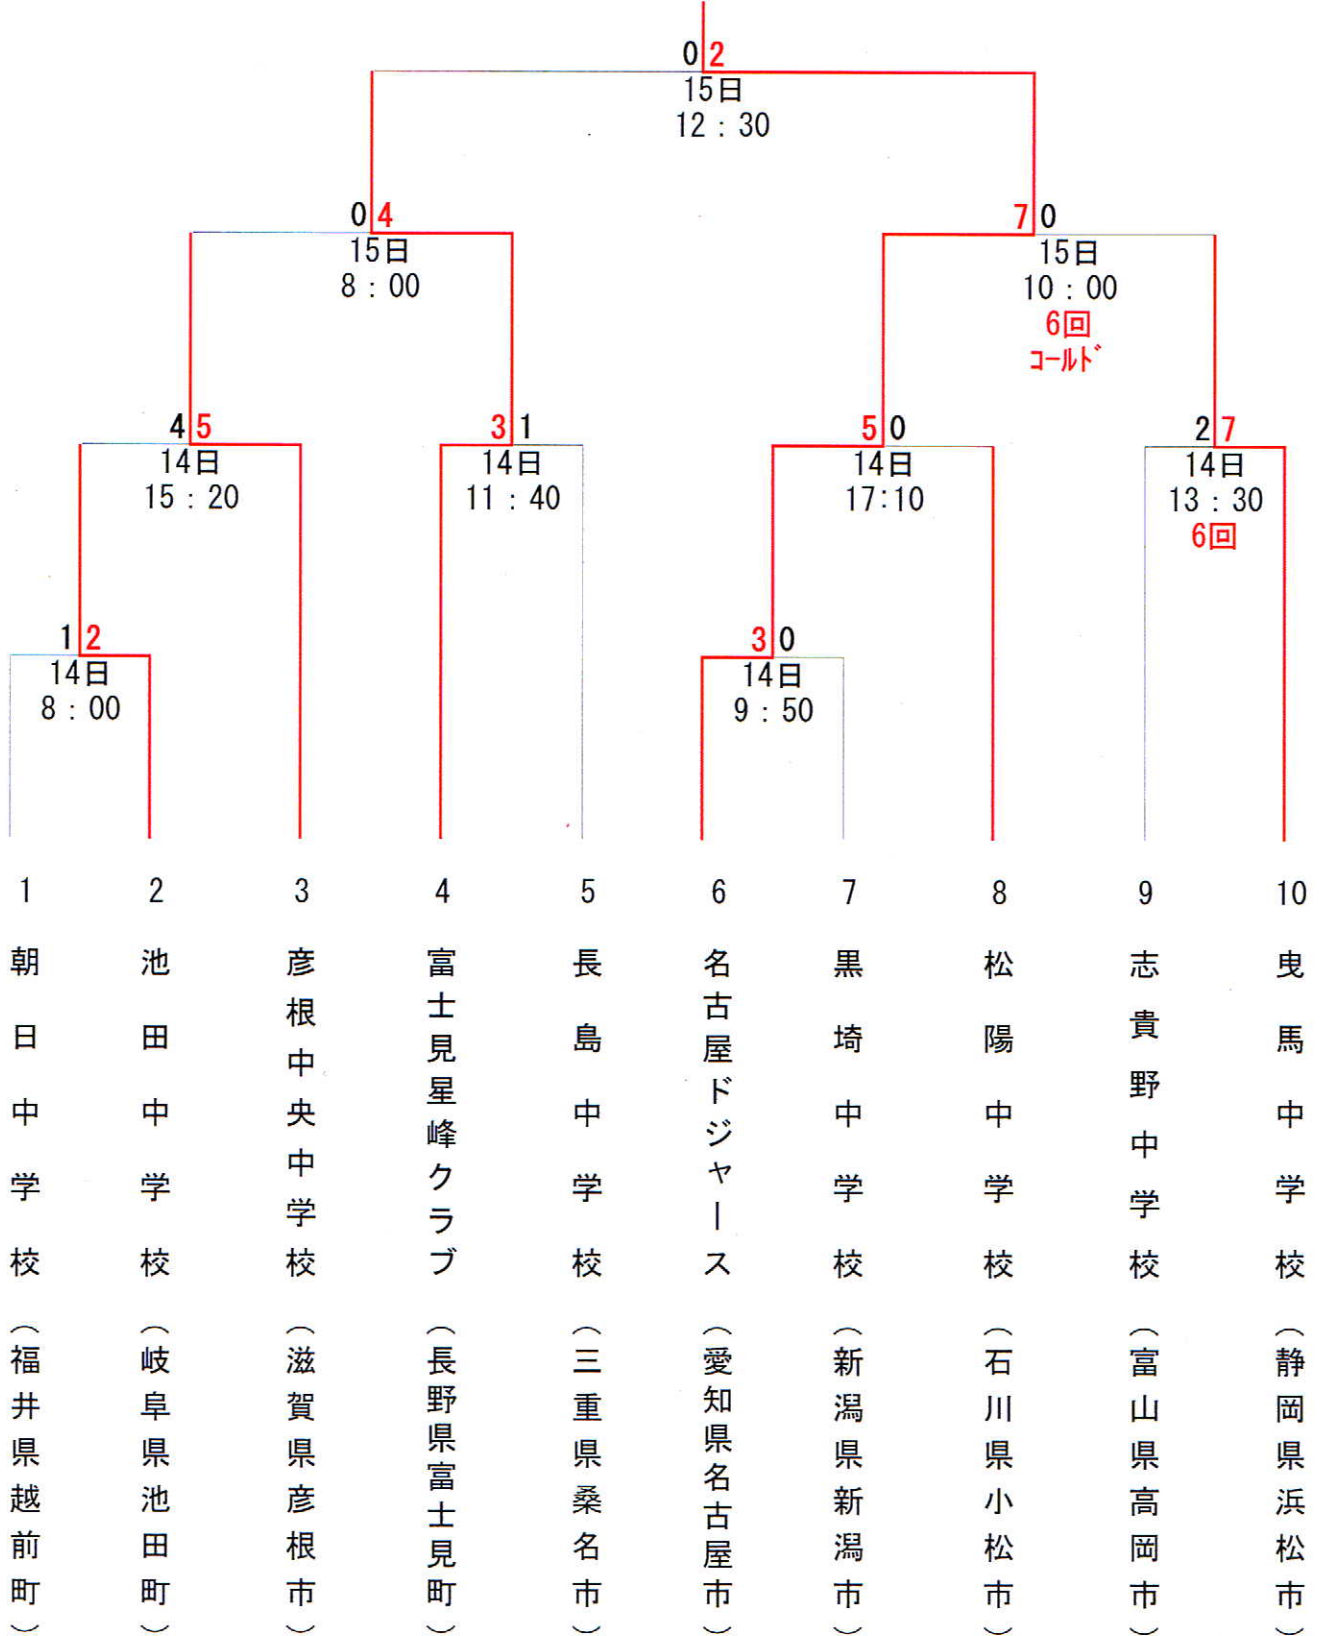 0 2
15日
12：30
0 4
15日
8：00
7 0
15日
10：00
6回
ｺｰﾙﾄﾞ
4 5
14日
15：20
3 1
14日
11：40
5 0
14日
17:10
2 7
14日
13：30
6回
1 2
14日
8：00
3 0
14日
9：50
1 朝日中学校（福井県越前町）
2 池田中学校（岐阜県池田町）
3 彦根中央中学校（滋賀県彦根市）
4 富士見星峰クラブ（長野県富士見町）
5 長島中学校（三重県桑名市）
6 名古屋ドジャース（愛知県名古屋市）
7 黒埼中学校（新潟県新潟市）
8 松陽中学校（石川県小松市）
9 志貴野中学校（富山県高岡市）
10 曳馬中学校（静岡県浜松市）